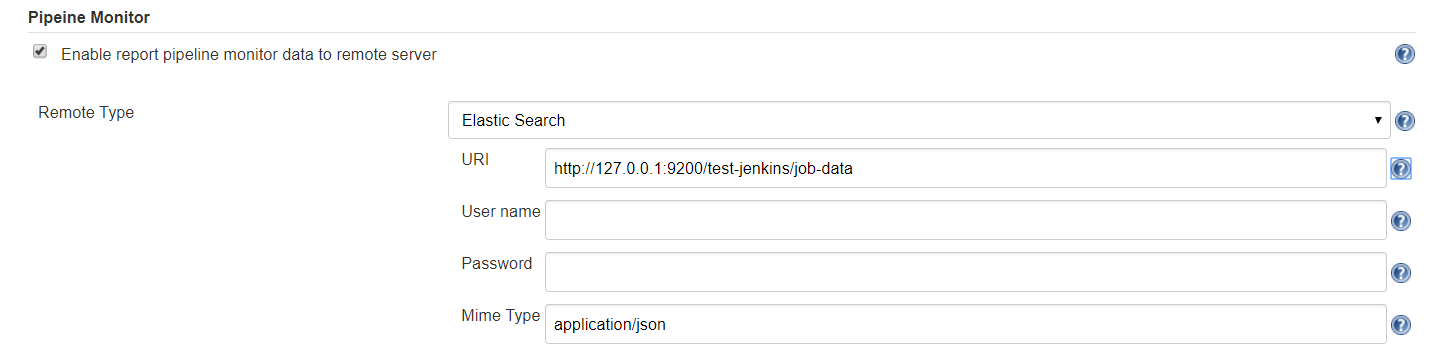 Pipeine Monitor
Enable report pipeline monitor data to remote server
Remote Type
Elastic Search
URI
http://127.0.0.1:9200/test-jenkins/job-data
User name
Password
Mime Type
application/json